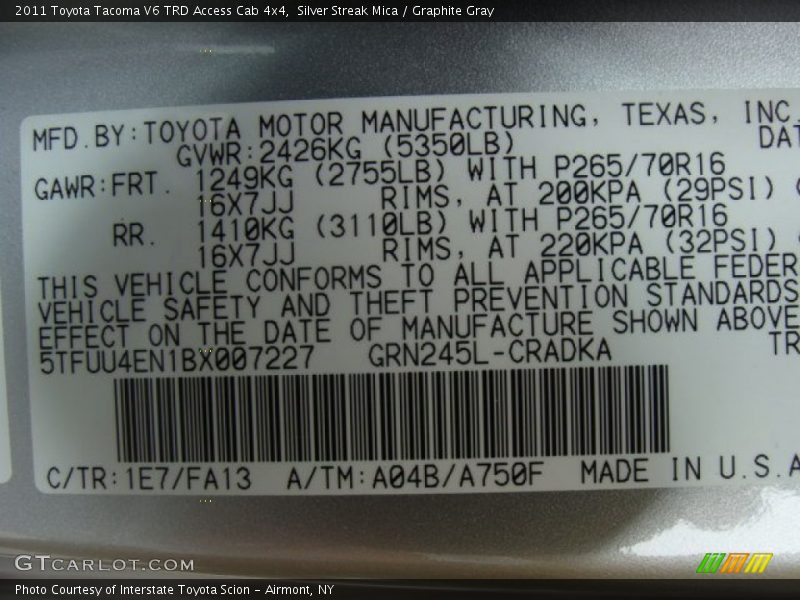 2011 Toyota Tacoma V6 TRD Access Cab 4x4,  Silver Streak Mica / Graphite Gray
MFD.BY:TOYOTA MOTOR MANUFACTURING, TEXAS, INC.
GVWR:2426KG (5350LB) DAT
GAWR:FRT. 1249KG (2755LB) WITH P265/70R16
16X7JJ RIMS, AT 200KPA (29PSI)
RR. 1410KG (3110LB) WITH P265/70R16
16X7JJ RIMS, AT 220KPA (32PSI)
THIS VEHICLE CONFORMS TO ALL APPLICABLE FEDER
VEHICLE SAFETY AND THEFT PREVENTION STANDARDS
EFFECT ON THE DATE OF MANUFACTURE SHOWN ABOVE
5TFUU4EN1BX007227 GRN245L-CRADKA TR
C/TR:1E7/FA13 A/TM:A04B/A750F MADE IN U.S.A
GTCARLOT.COM
Photo Courtesy of Interstate Toyota Scion - Airmont, NY